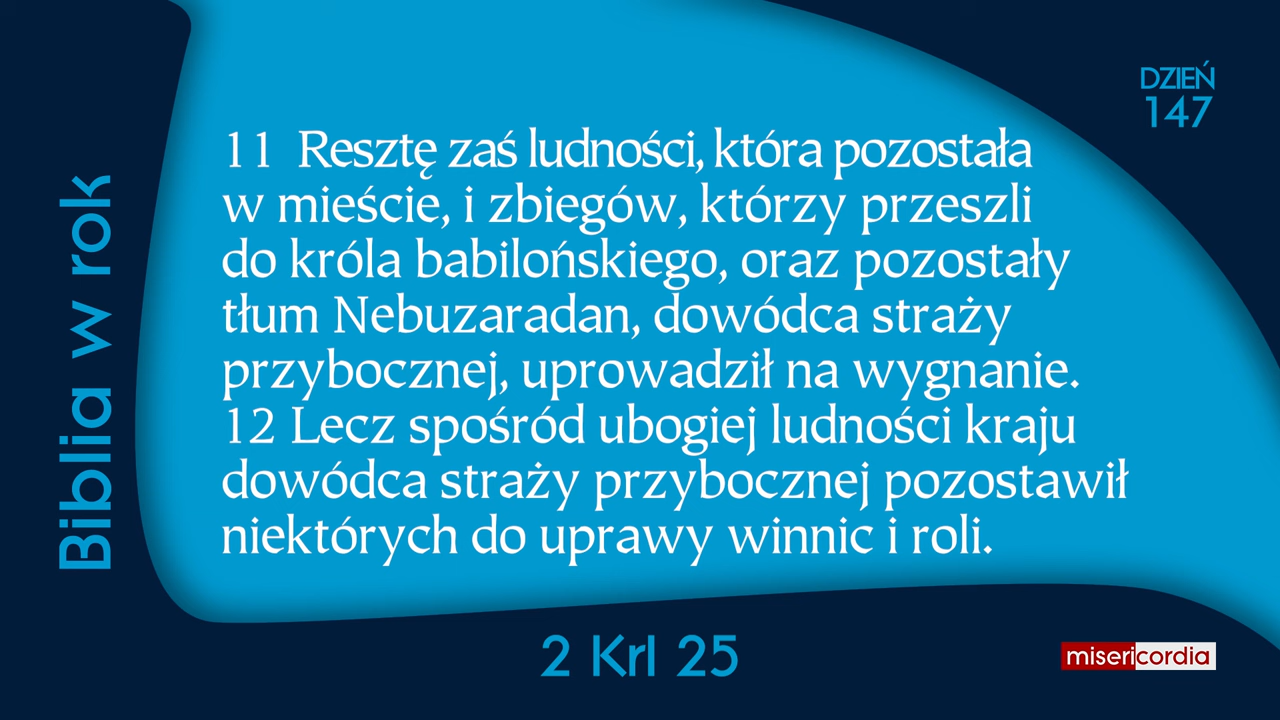 DZIEŃ
147
11 Resztę zaś ludności, która pozostała
w mieście, i zbiegów, którzy przeszli
do króla babilońskiego, oraz pozostały
tłum Nebuzaradan, dowódca straży
przybocznej, uprowadził na wygnanie.
12 Lecz spośród ubogiej ludności kraju
dowódca straży przybocznej pozostawił
niektórych do uprawy winnic i roli.
Biblia w rok
2 Krl 25
misericordia